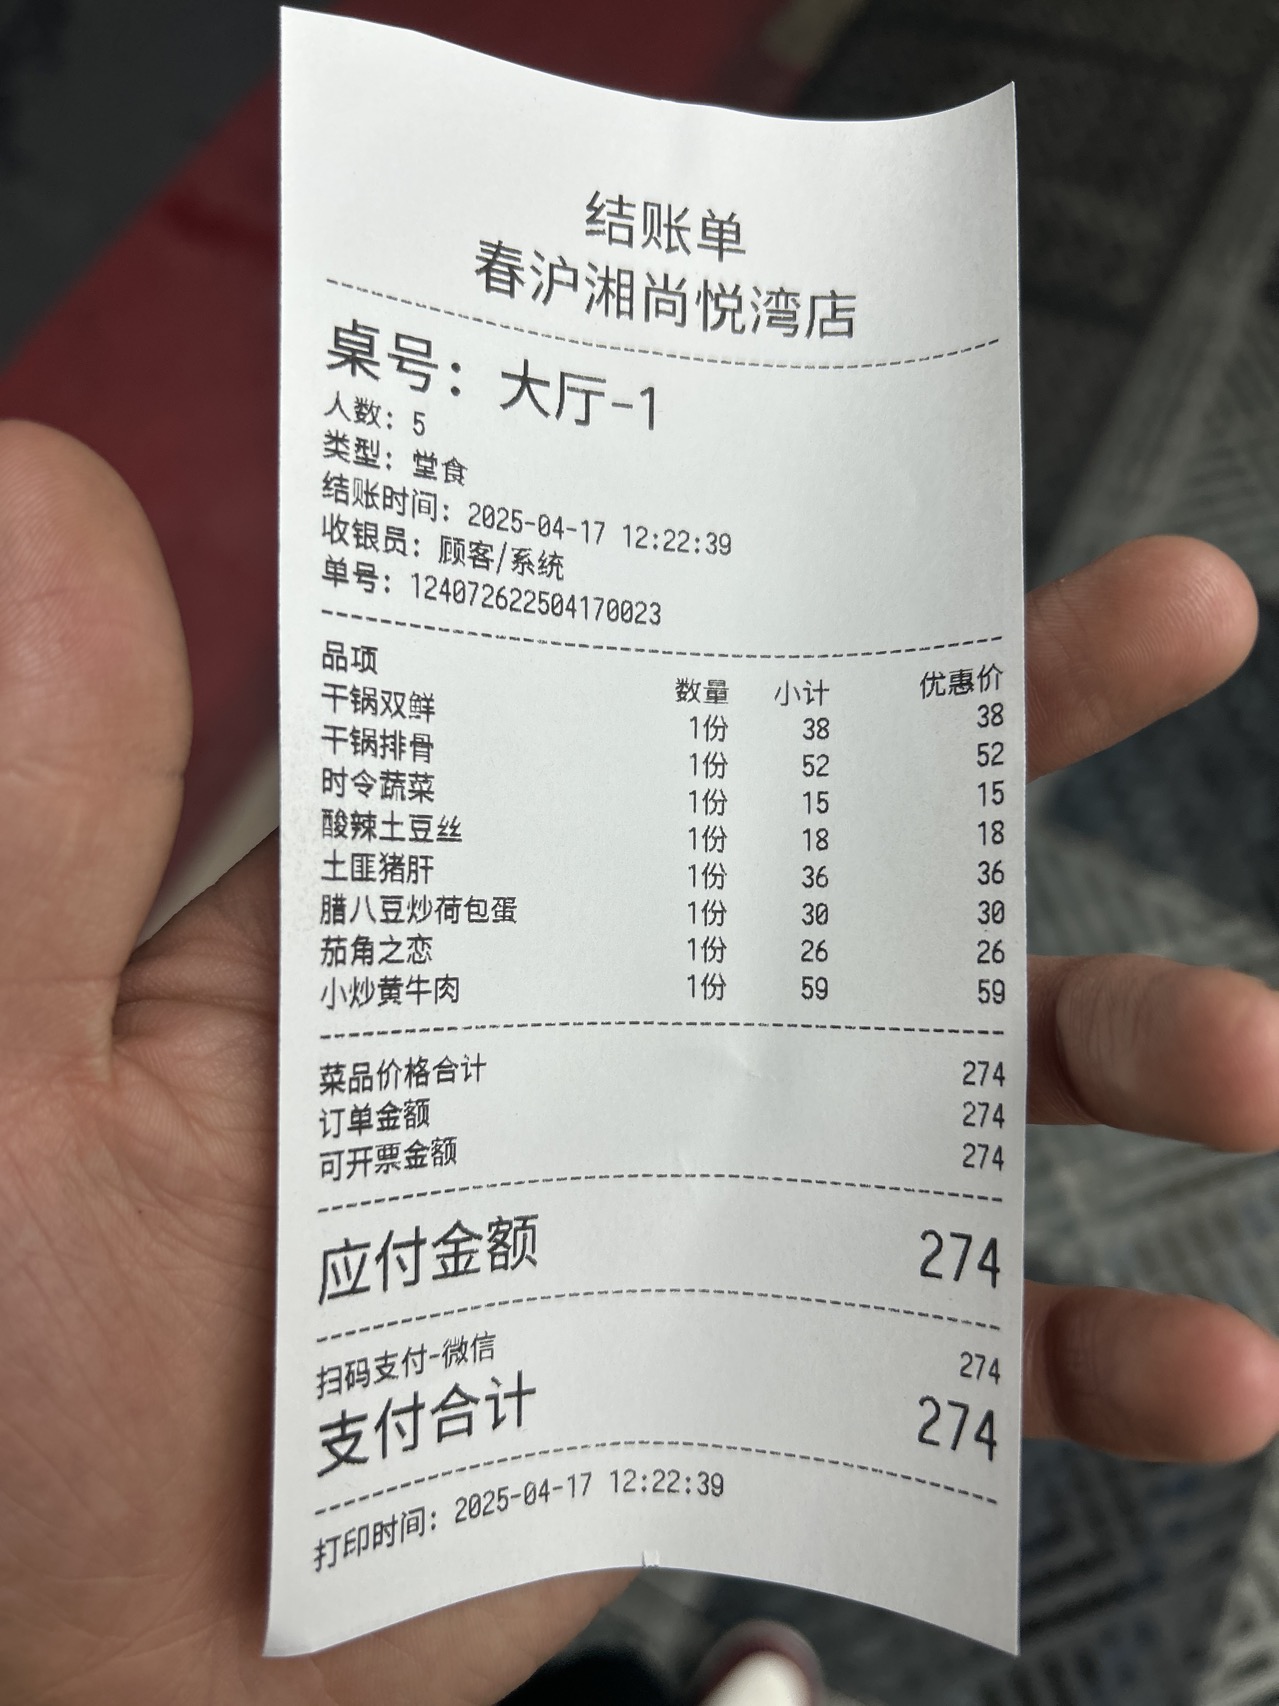 结账单
春沪湘尚悦湾店
桌号：大厅-1
人数：5
类型：堂食
结账时间：2025-04-17 12:22:39
收银员：顾客/系统
单号：124072622504170023
品项 数量 小计 优惠价
干锅双鲜 1份 38 38
干锅排骨 1份 52 52
时令蔬菜 1份 15 15
酸辣土豆丝 1份 18 18
土匪猪肝 1份 36 36
腊八豆炒荷包蛋 1份 30 30
茄角之恋 1份 26 26
小炒黄牛肉 1份 59 59
菜品价格合计 274
订单金额 274
可开票金额 274
应付金额 274
扫码支付-微信 274
支付合计 274
打印时间：2025-04-17 12:22:39